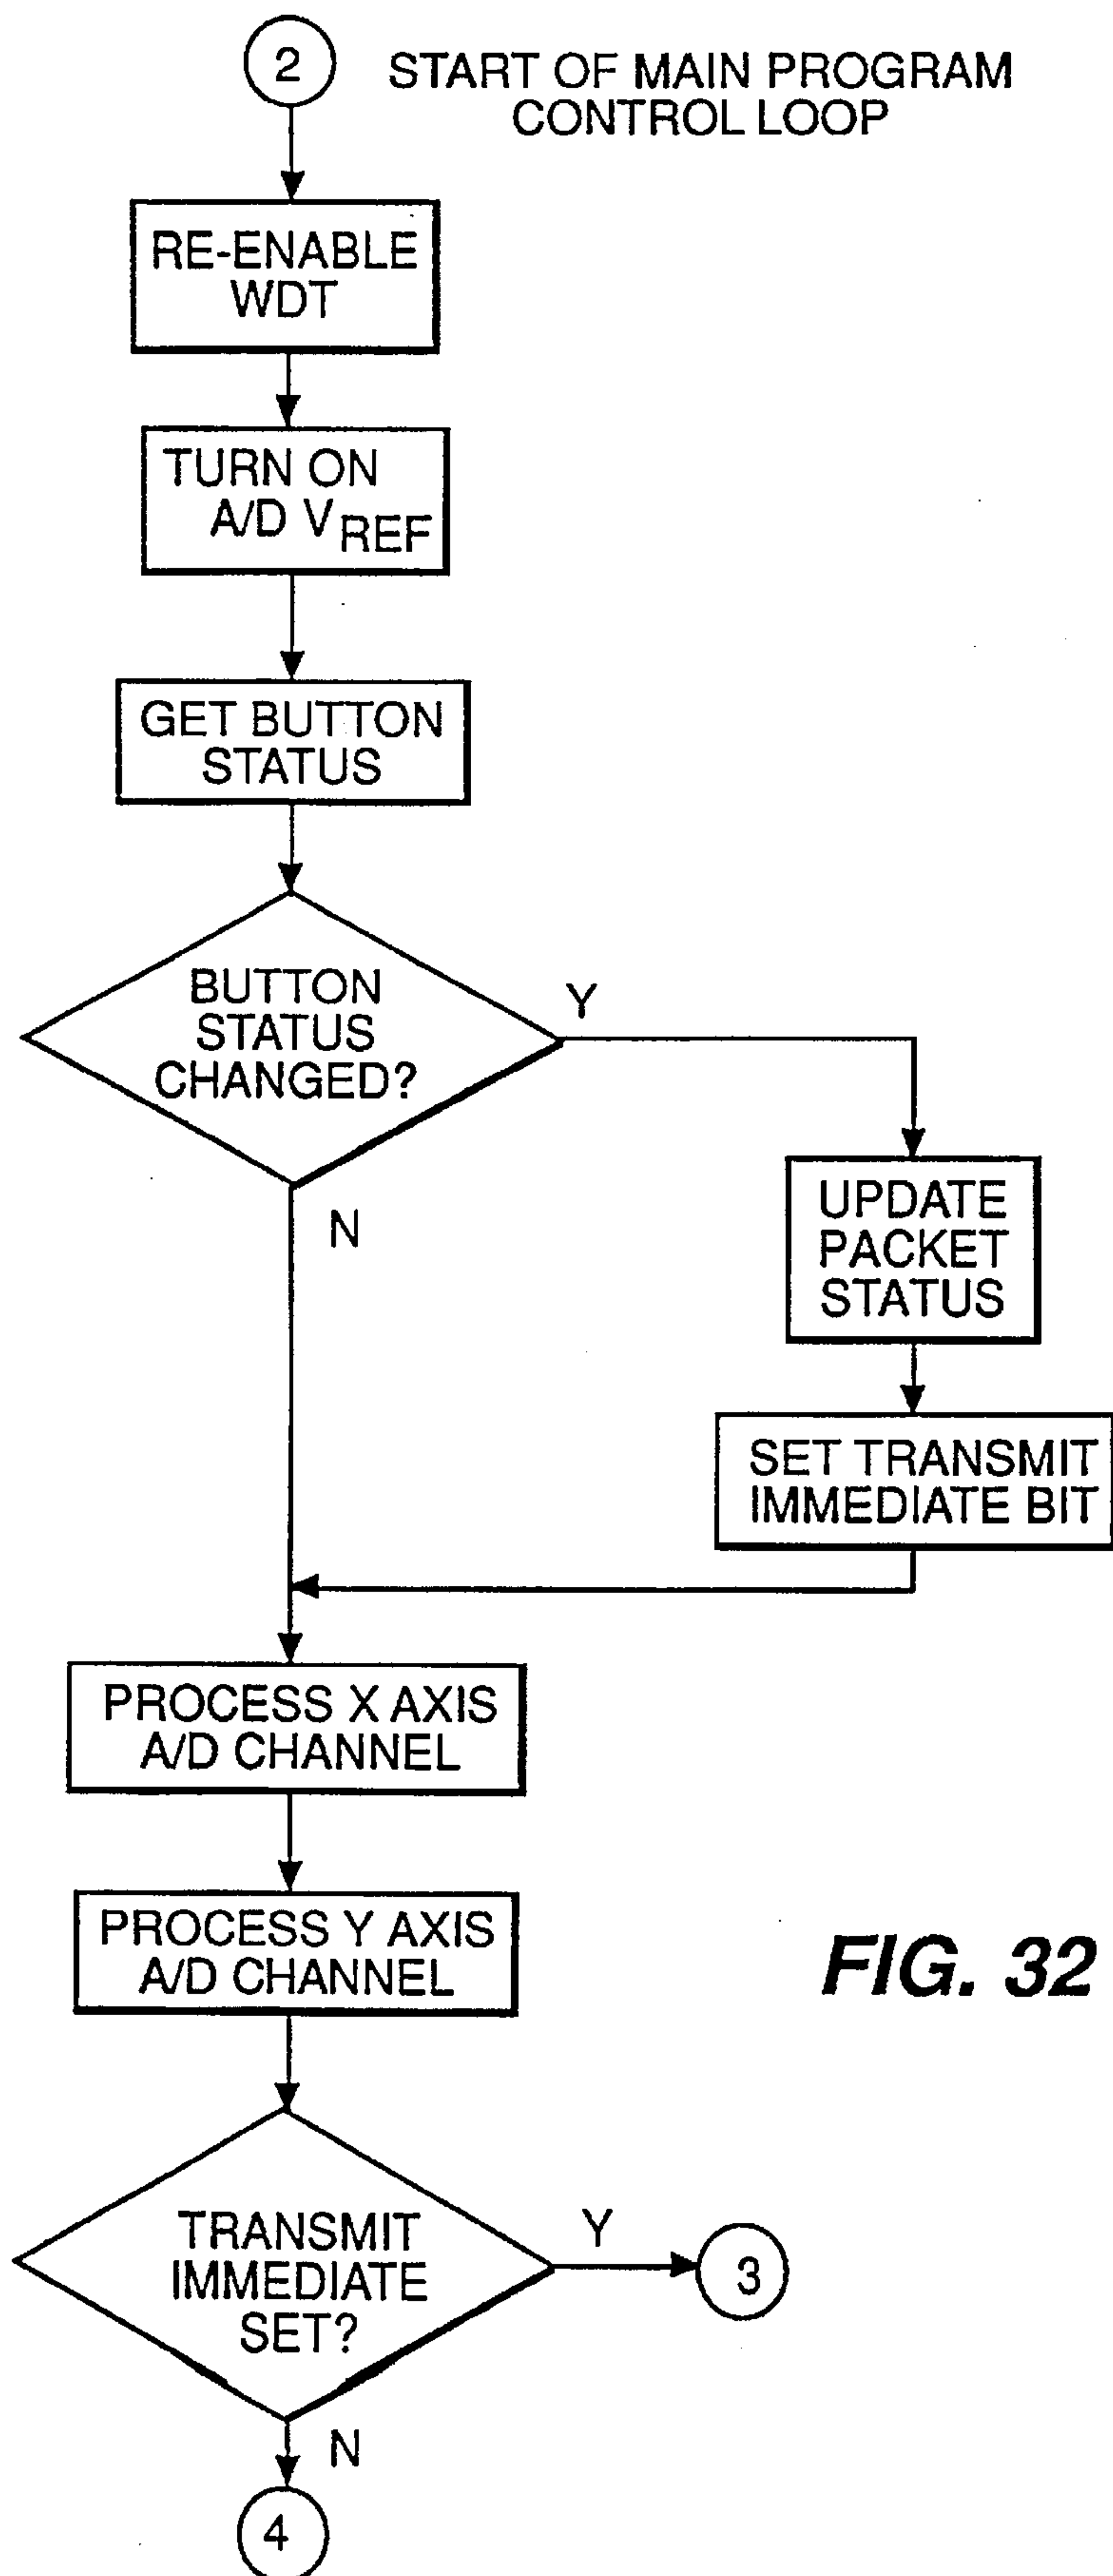 2
START OF MAIN PROGRAM
CONTROL LOOP
RE-ENABLE
WDT
TURN ON
A/D VREF
GET BUTTON
STATUS
BUTTON
STATUS
CHANGED?
Y
N
UPDATE
PACKET
STATUS
SET TRANSMIT
IMMEDIATE BIT
PROCESS X AXIS
A/D CHANNEL
PROCESS Y AXIS
A/D CHANNEL
FIG. 32
TRANSMIT
IMMEDIATE
SET?
Y
3
N
4